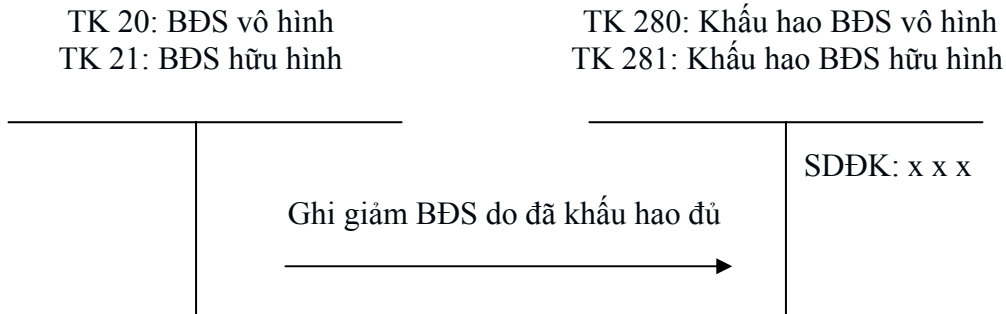 TK 20: BĐS vô hình
TK 21: BĐS hữu hình
TK 280: Khấu hao BĐS vô hình
TK 281: Khấu hao BĐS hữu hình
SDĐK: x x x
Ghi giảm BĐS do đã khấu hao đủ